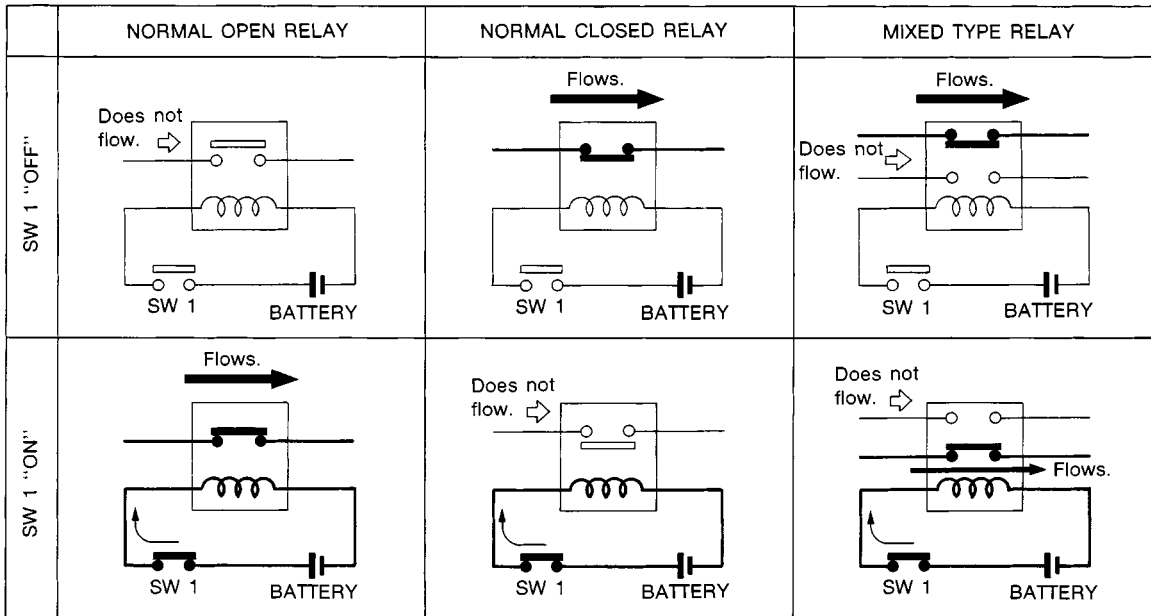 NORMAL OPEN RELAY
NORMAL CLOSED RELAY
MIXED TYPE RELAY
SW 1 "OFF"
Does not
flow.
SW 1
BATTERY
Flows.
SW 1
BATTERY
Flows.
Does not
flow.
SW 1
BATTERY
SW 1 "ON"
Flows.
SW 1
BATTERY
Does not
flow.
SW 1
BATTERY
Does not
flow.
Flows.
SW 1
BATTERY